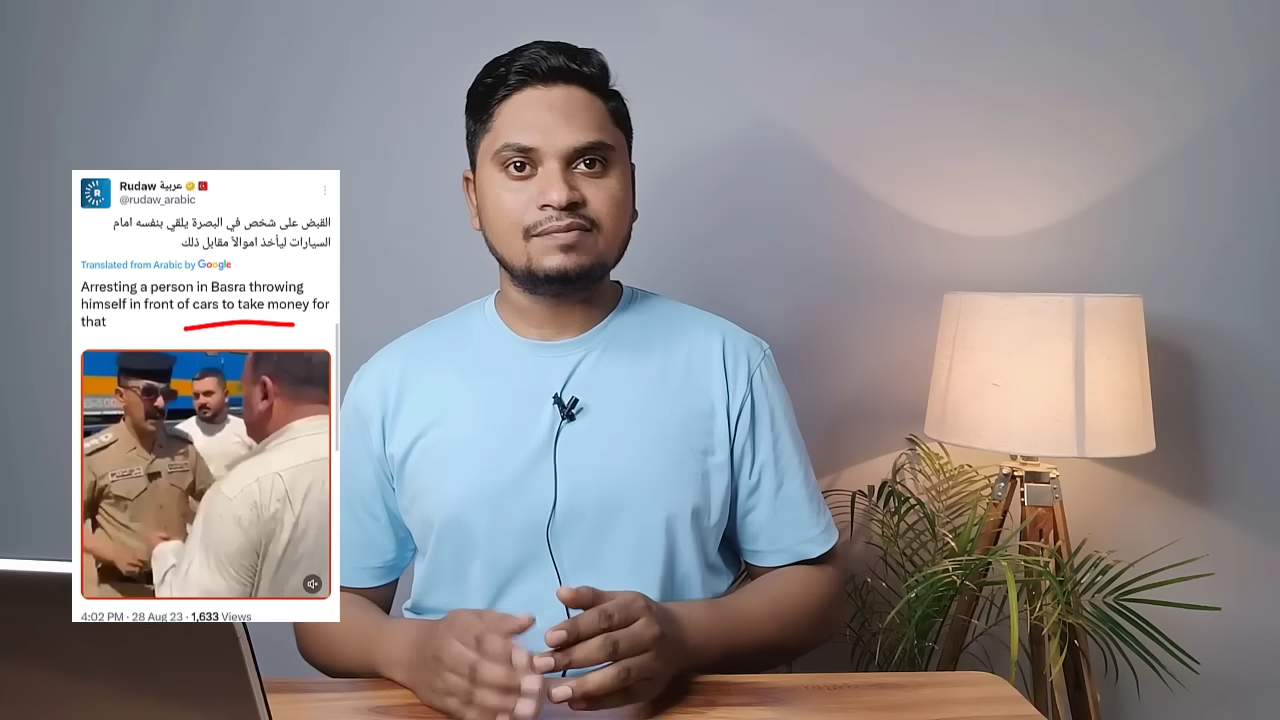 Rudaw عربية
@rudaw_arabic
القبض على شخص في البصرة يلقي بنفسه امام
السيارات ليأخذ اموالاً مقابل ذلك
Translated from Arabic by Google
Arresting a person in Basra throwing
himself in front of cars to take money for
that
4:02 PM · 28 Aug 23 · 1,633 Views